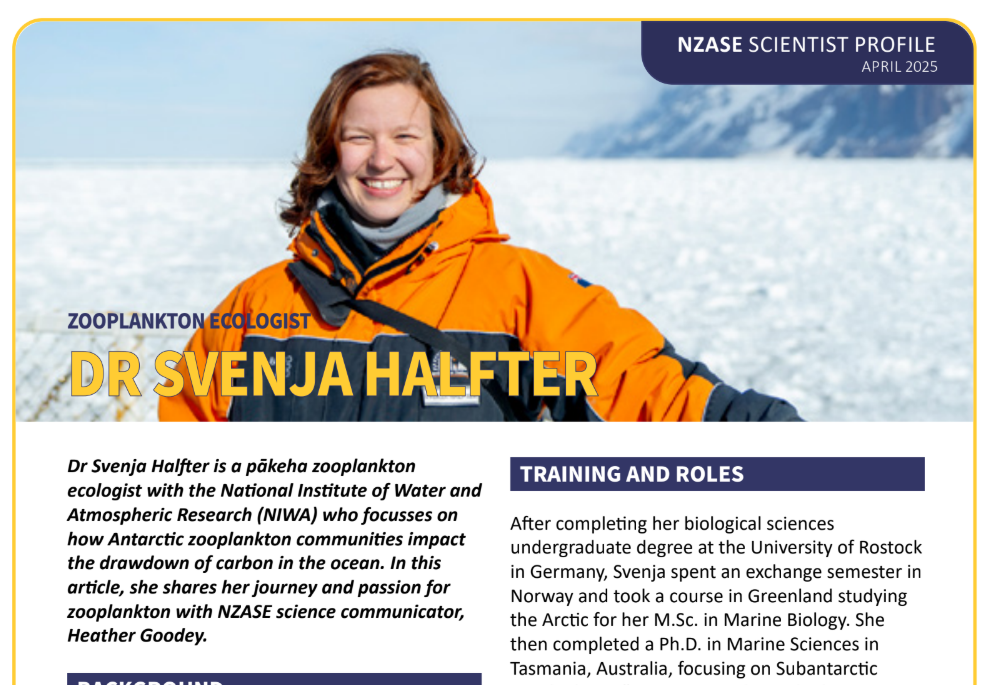 NZASE SCIENTIST PROFILE
APRIL 2025
ZOOPLANKTON ECOLOGIST
DR SVENJA HALFTER
Dr Svenja Halfter is a pākeha zooplankton
ecologist with the National Institute of Water and
Atmospheric Research (NIWA) who focusses on
how Antarctic zooplankton communities impact
the drawdown of carbon in the ocean. In this
article, she shares her journey and passion for
zooplankton with NZASE science communicator,
Heather Goodey.
BACKGROUND
TRAINING AND ROLES
After completing her biological sciences
undergraduate degree at the University of Rostock
in Germany, Svenja spent an exchange semester in
Norway and took a course in Greenland studying
the Arctic for her M.Sc. in Marine Biology. She
then completed a Ph.D. in Marine Sciences in
Tasmania, Australia, focusing on Subantarctic